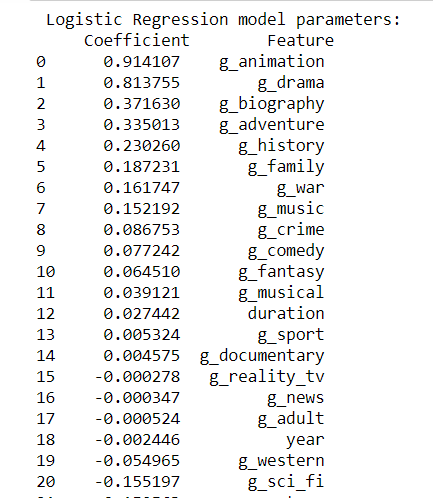 Logistic Regression model parameters:
Coefficient Feature
0 0.914107 g_animation
1 0.813755 g_drama
2 0.371630 g_biography
3 0.335013 g_adventure
4 0.230260 g_history
5 0.187231 g_family
6 0.161747 g_war
7 0.152192 g_music
8 0.086753 g_crime
9 0.077242 g_comedy
10 0.064510 g_fantasy
11 0.039121 g_musical
12 0.027442 duration
13 0.005324 g_sport
14 0.004575 g_documentary
15 -0.000278 g_reality_tv
16 -0.000347 g_news
17 -0.000524 g_adult
18 -0.002446 year
19 -0.054965 g_western
20 -0.155197 g_sci_fi